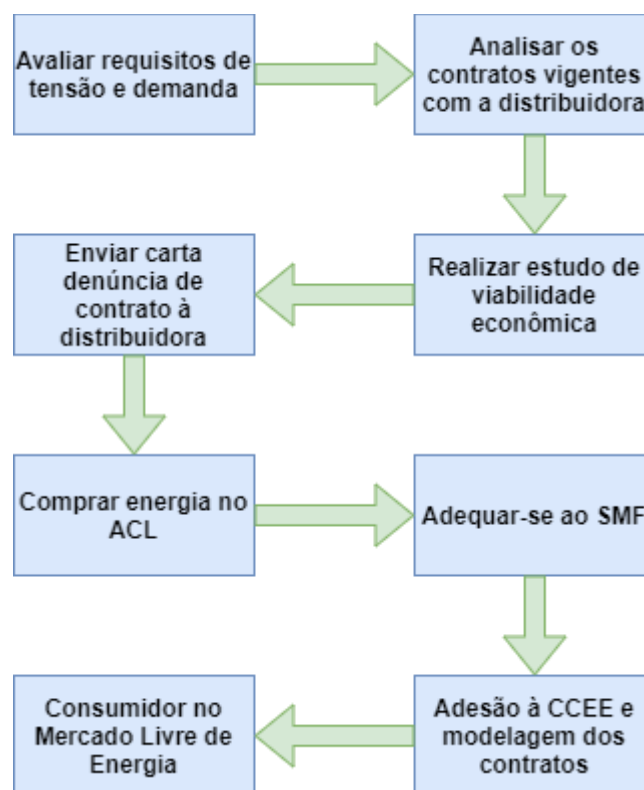 Avaliar requisitos de
tensão e demanda
Analisar os
contratos vigentes
com a distribuidora
Realizar estudo de
viabilidade
econômica
Enviar carta
denúncia de
contrato à
distribuidora
Comprar energia no
ACL
Adequar-se ao SMF
Adesão à CCEE e
modelagem dos
contratos
Consumidor no
Mercado Livre de
Energia